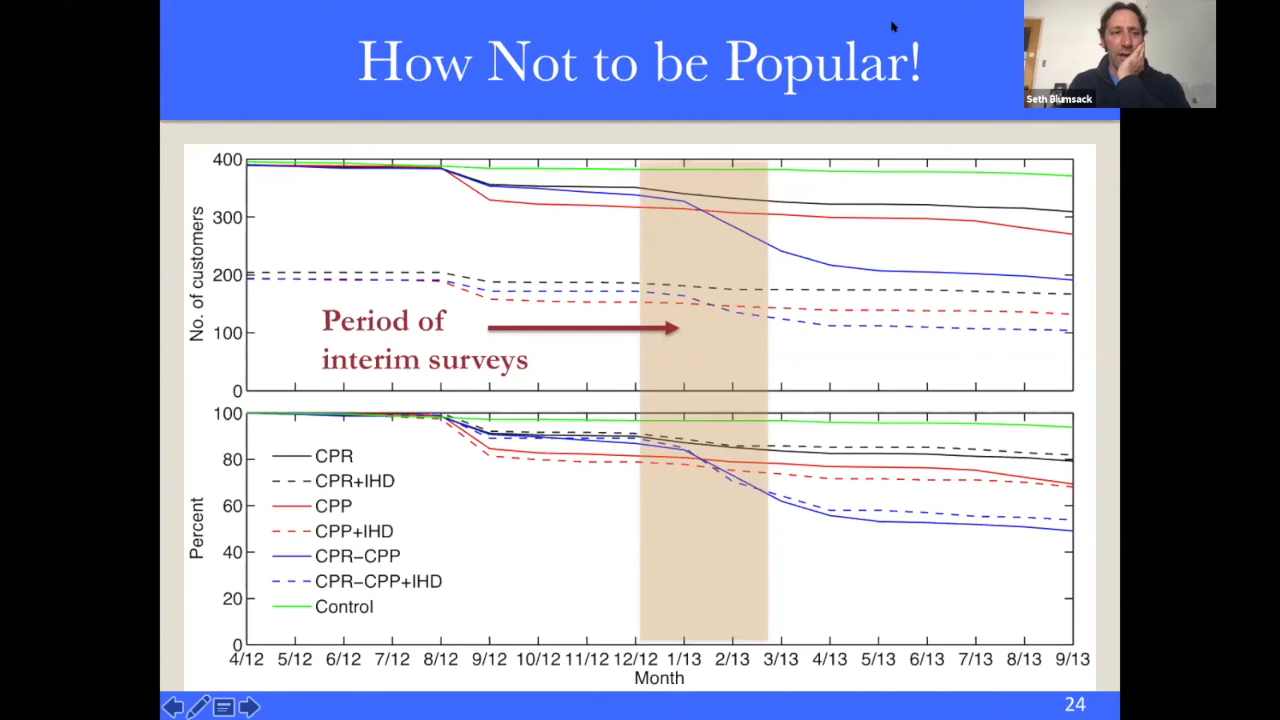 How Not to be Popular!
Seth Blumsack
400
300
200
100
0
No. of customers
Period of
interim surveys
100
80
60
40
20
0
Percent
CPR
CPR+IHD
CPP
CPP+IHD
CPR−CPP
CPR−CPP+IHD
Control
4/12 5/12 6/12 7/12 8/12 9/12 10/12 11/12 12/12 1/13 2/13 3/13 4/13 5/13 6/13 7/13 8/13 9/13
Month
24